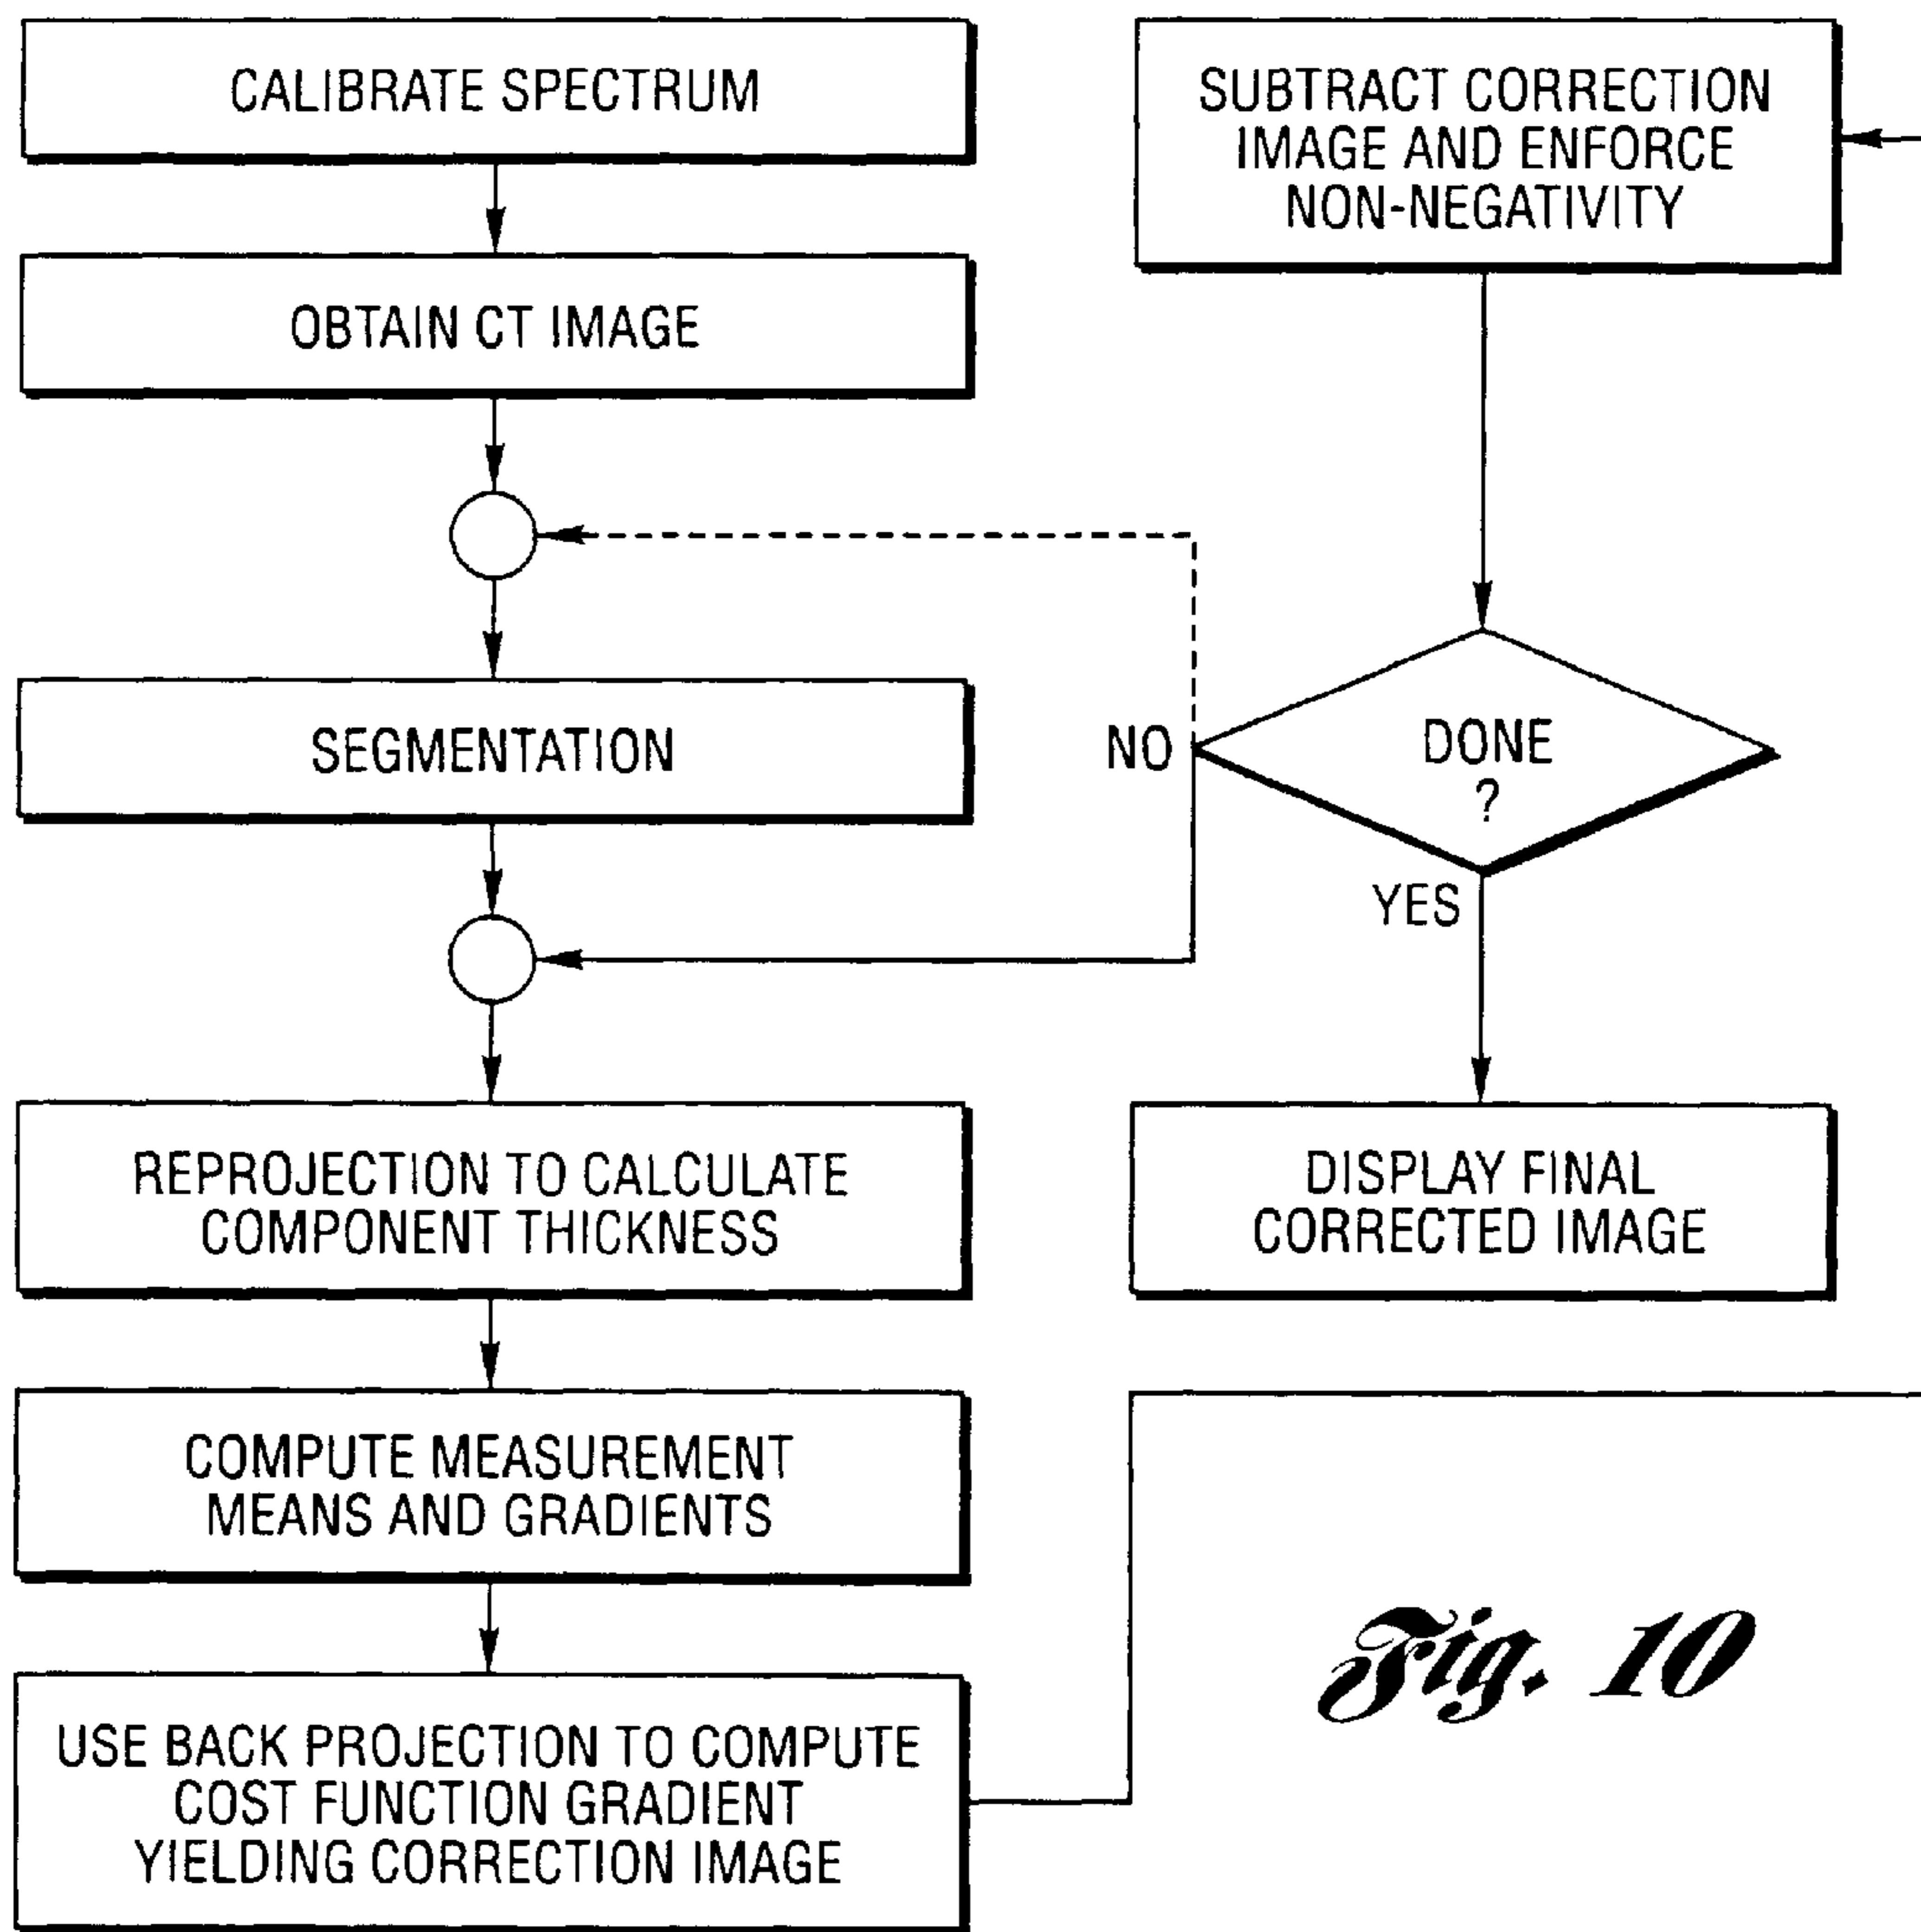 CALIBRATE SPECTRUM
OBTAIN CT IMAGE
SEGMENTATION
REPROJECTION TO CALCULATE
COMPONENT THICKNESS
COMPUTE MEASUREMENT
MEANS AND GRADIENTS
USE BACK PROJECTION TO COMPUTE
COST FUNCTION GRADIENT
YIELDING CORRECTION IMAGE
SUBTRACT CORRECTION
IMAGE AND ENFORCE
NON-NEGATIVITY
DONE
?
NO
YES
DISPLAY FINAL
CORRECTED IMAGE
Fig. 10